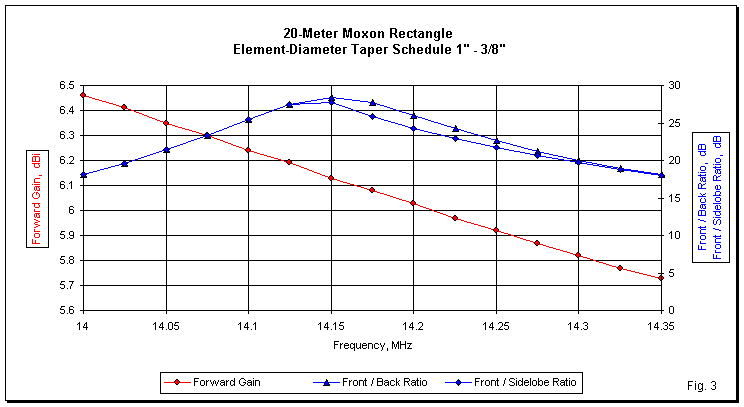 20-Meter Moxon Rectangle
Element-Diameter Taper Schedule 1" - 3/8"
6.5
6.4
6.3
6.2
6.1
6
5.9
5.8
5.7
5.6
Forward Gain, dBi
30
25
20
15
10
5
0
Front / Back Ratio, dB
Front / Sidelobe Ratio, dB
14 14.05 14.1 14.15 14.2 14.25 14.3 14.35
Frequency, MHz
Forward Gain Front / Back Ratio Front / Sidelobe Ratio
Fig. 3